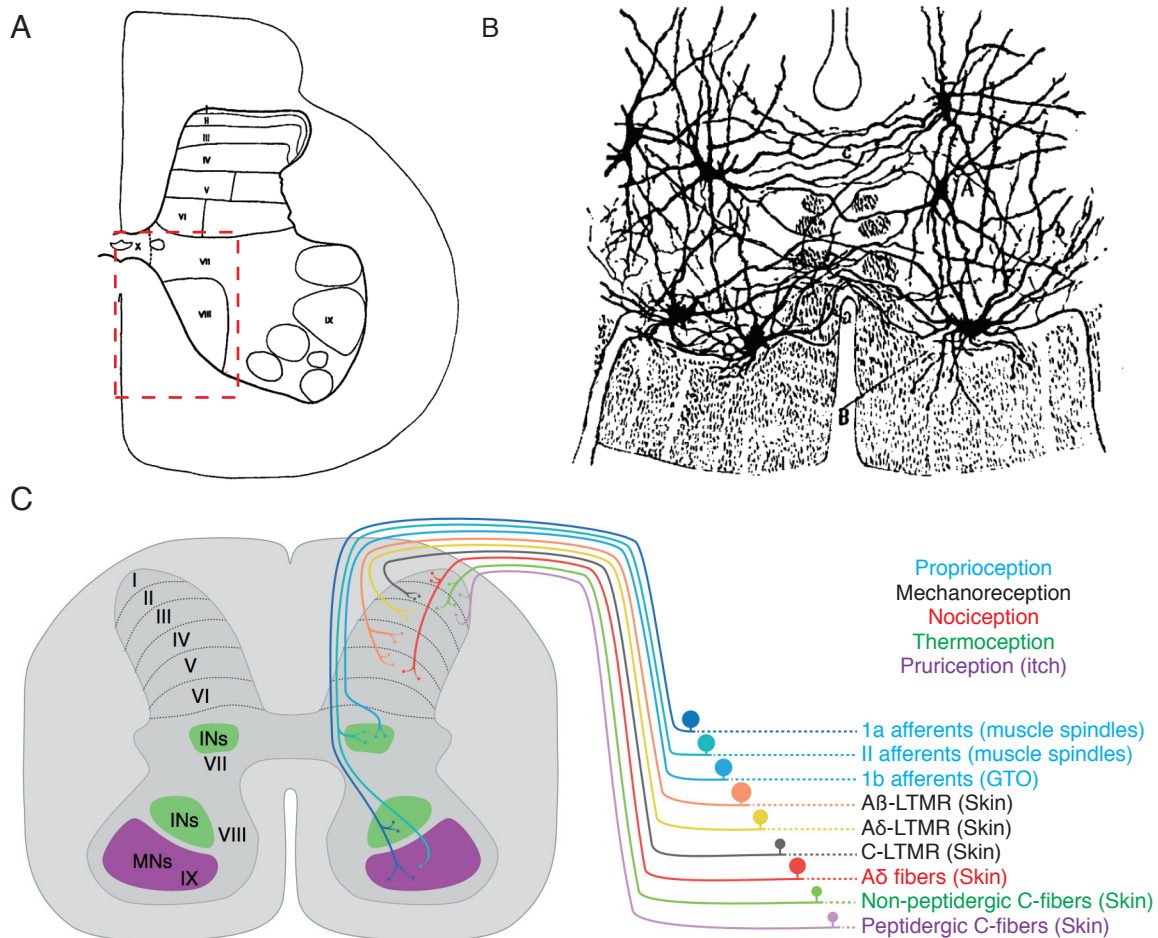 A
I
II
III
IV
V
VI
X
VII
VIII
IX
B
C
A
b
a
B
C
I
II
III
IV
V
VI
INs
VII
INs
VIII
MNs
IX
Proprioception
Mechanoreception
Nociception
Thermoception
Pruriception (itch)
1a afferents (muscle spindles)
II afferents (muscle spindles)
1b afferents (GTO)
Aß-LTMR (Skin)
Aδ-LTMR (Skin)
C-LTMR (Skin)
Aδ fibers (Skin)
Non-peptidergic C-fibers (Skin)
Peptidergic C-fibers (Skin)